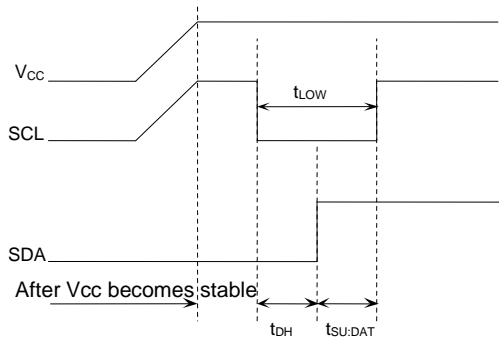 VCC
tLOW
SCL
SDA
After Vcc becomes stable
tDH
tSU:DAT